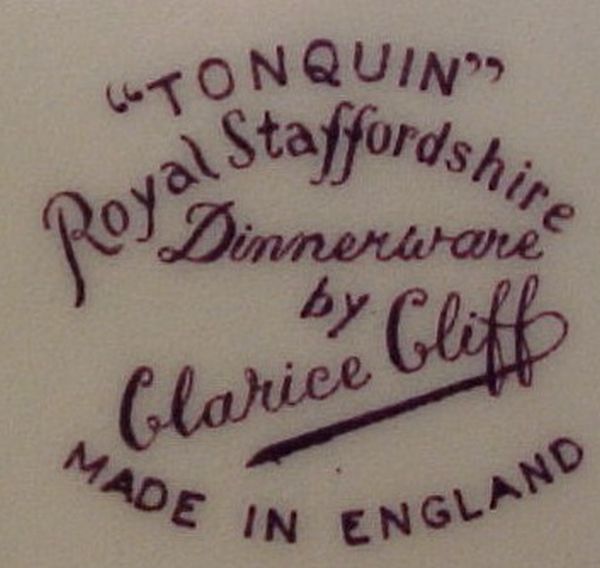 “TONQUIN”
Royal Staffordshire
Dinnerware
by
Clarice Cliff
MADE IN ENGLAND